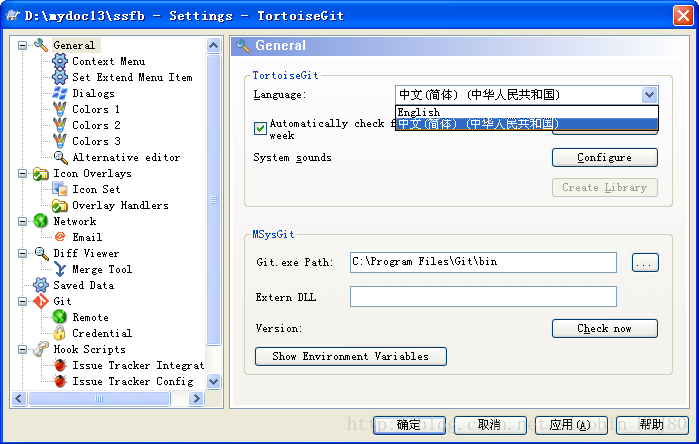 D:\mydoc13\ssfb - Settings - TortoiseGit
General
Context Menu
Set Extend Menu Item
Dialogs
Colors 1
Colors 2
Colors 3
Alternative editor
Icon Overlays
Icon Set
Overlay Handlers
Network
Email
Diff Viewer
Merge Tool
Saved Data
Git
Remote
Credential
Hook Scripts
Issue Tracker Integrat
Issue Tracker Config
General
TortoiseGit
Language:
中文(简体) (中华人民共和国)
English
中文(简体) (中华人民共和国)
Automatically check
week
System sounds
Configure
Create Library
MSysGit
Git.exe Path:
C:\Program Files\Git\bin
...
Extern DLL
Version:
Check now
Show Environment Variables
确定
取消
应用(A)
帮助